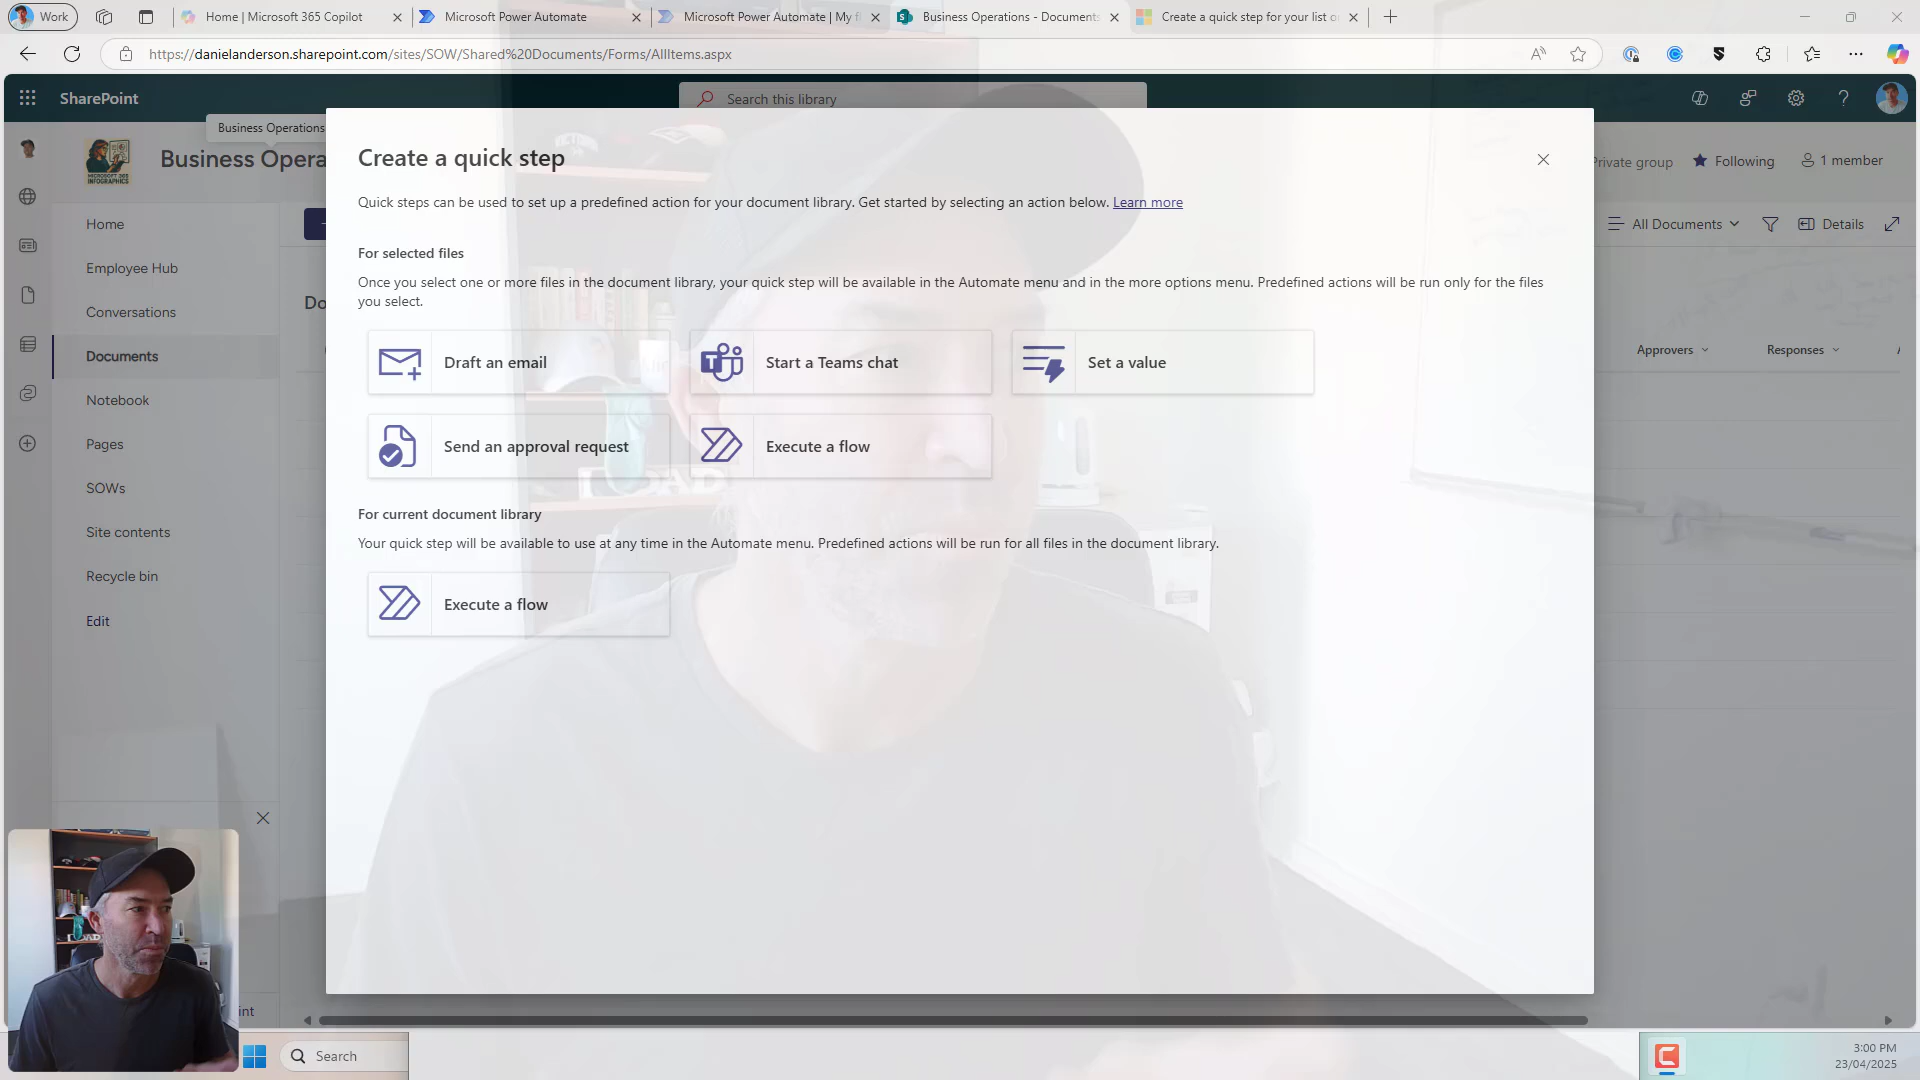 Work
Home | Microsoft 365 Copilot
Microsoft Power Automate
Microsoft Power Automate | My f
Business Operations - Documents
Create a quick step for your list o
https://danielanderson.sharepoint.com/sites/SOW/Shared%20Documents/Forms/AllItems.aspx
SharePoint
Search this library
Business Operations
Business Opera
Private group
Following
1 member
Home
Employee Hub
Conversations
Documents
Notebook
Pages
SOWs
Site contents
Recycle bin
Edit
All Documents
Details
Do
Approvers
Responses
Create a quick step
Quick steps can be used to set up a predefined action for your document library. Get started by selecting an action below. Learn more
For selected files
Once you select one or more files in the document library, your quick step will be available in the Automate menu and in the more options menu. Predefined actions will be run only for the files
you select.
Draft an email
Start a Teams chat
Set a value
Send an approval request
Execute a flow
For current document library
Your quick step will be available to use at any time in the Automate menu. Predefined actions will be run for all files in the document library.
Execute a flow
int
Search
3:00 PM
23/04/2025